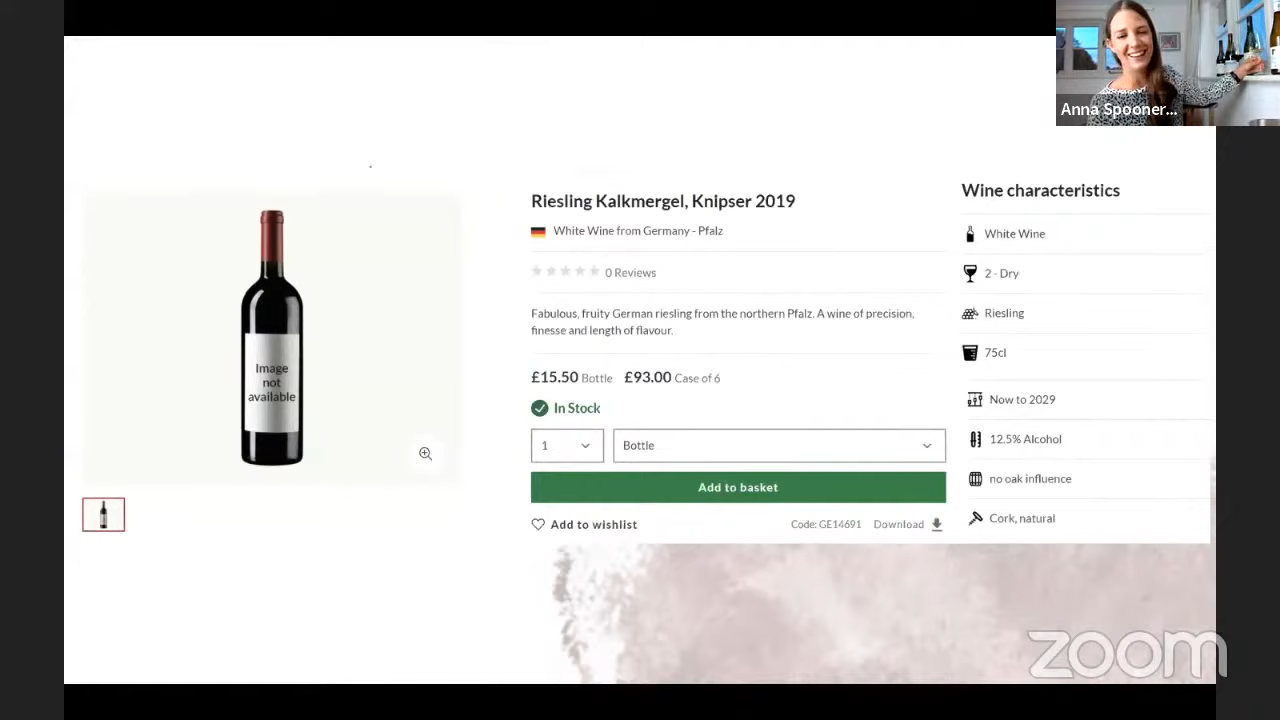 Anna Spooner...
Riesling Kalkmergel, Knipser 2019
White Wine from Germany - Pfalz
0 Reviews
Fabulous, fruity German riesling from the northern Pfalz. A wine of precision,
finesse and length of flavour.
£15.50 Bottle £93.00 Case of 6
In Stock
1 Bottle
Add to basket
Add to wishlist Code: GE14691 Download
Image
not
available
Wine characteristics
White Wine
2 - Dry
Riesling
75cl
Now to 2029
12.5% Alcohol
no oak influence
Cork, natural
zoom